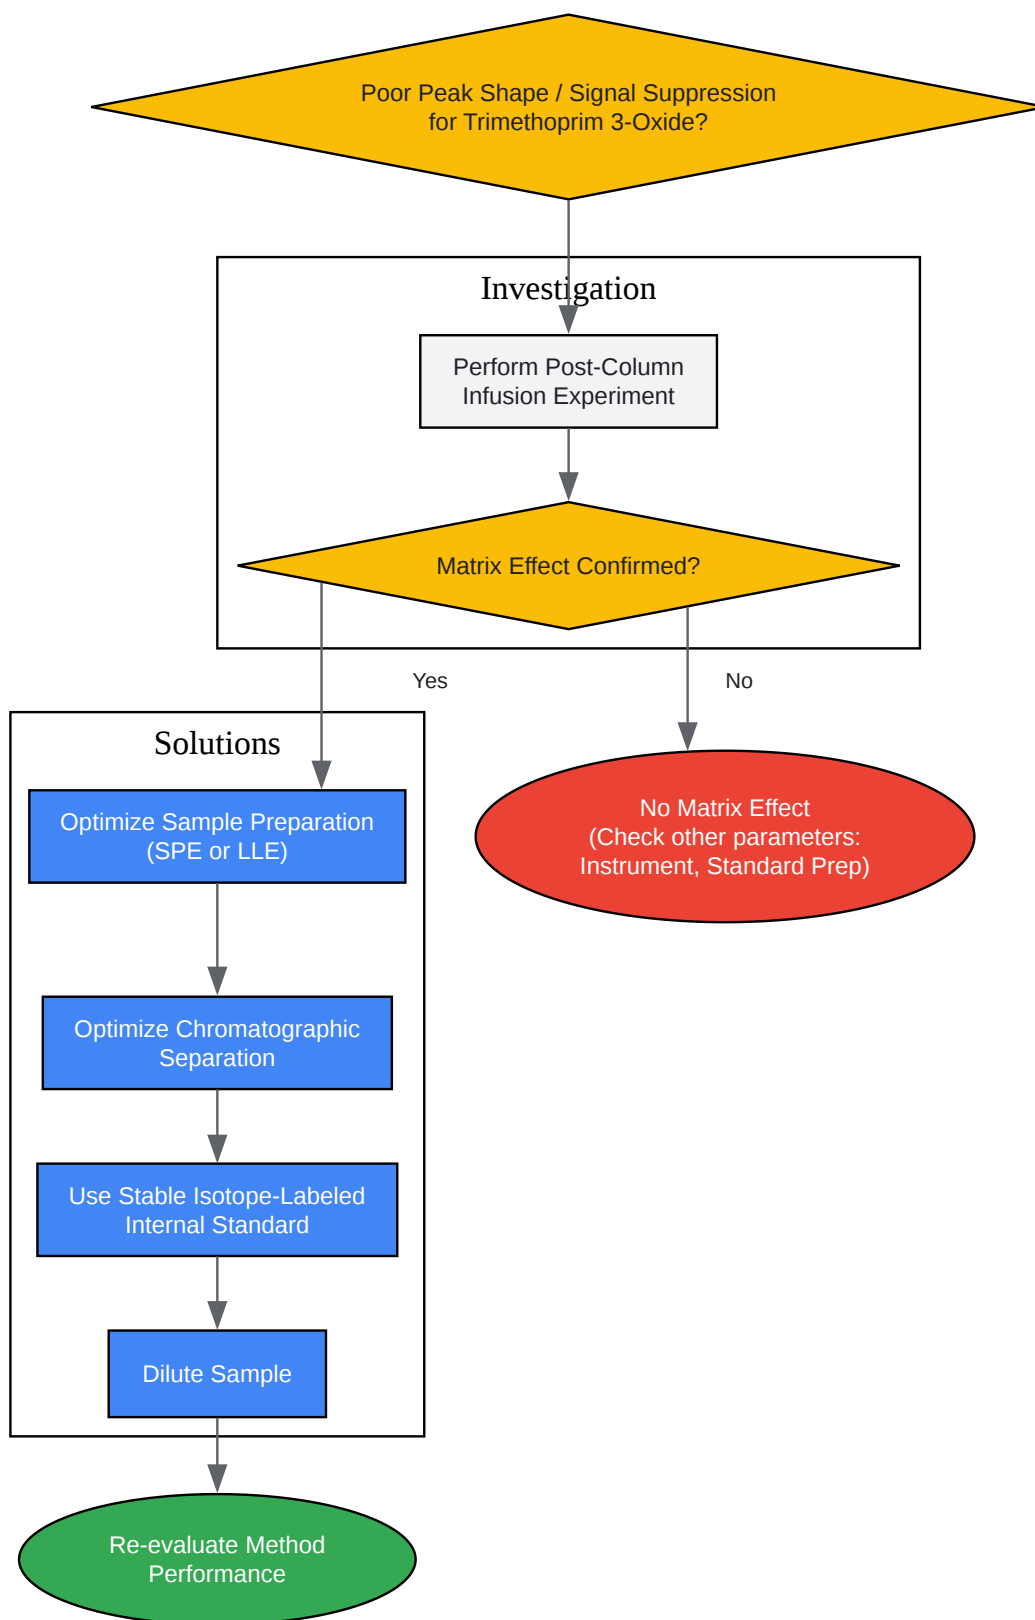 Poor Peak Shape / Signal Suppression
for Trimethoprim 3-Oxide?
Investigation
Perform Post-Column
Infusion Experiment
Matrix Effect Confirmed?
Yes
No
Solutions
Optimize Sample Preparation
(SPE or LLE)
No Matrix Effect
(Check other parameters:
Instrument, Standard Prep)
Optimize Chromatographic
Separation
Use Stable Isotope-Labeled
Internal Standard
Dilute Sample
Re-evaluate Method
Performance